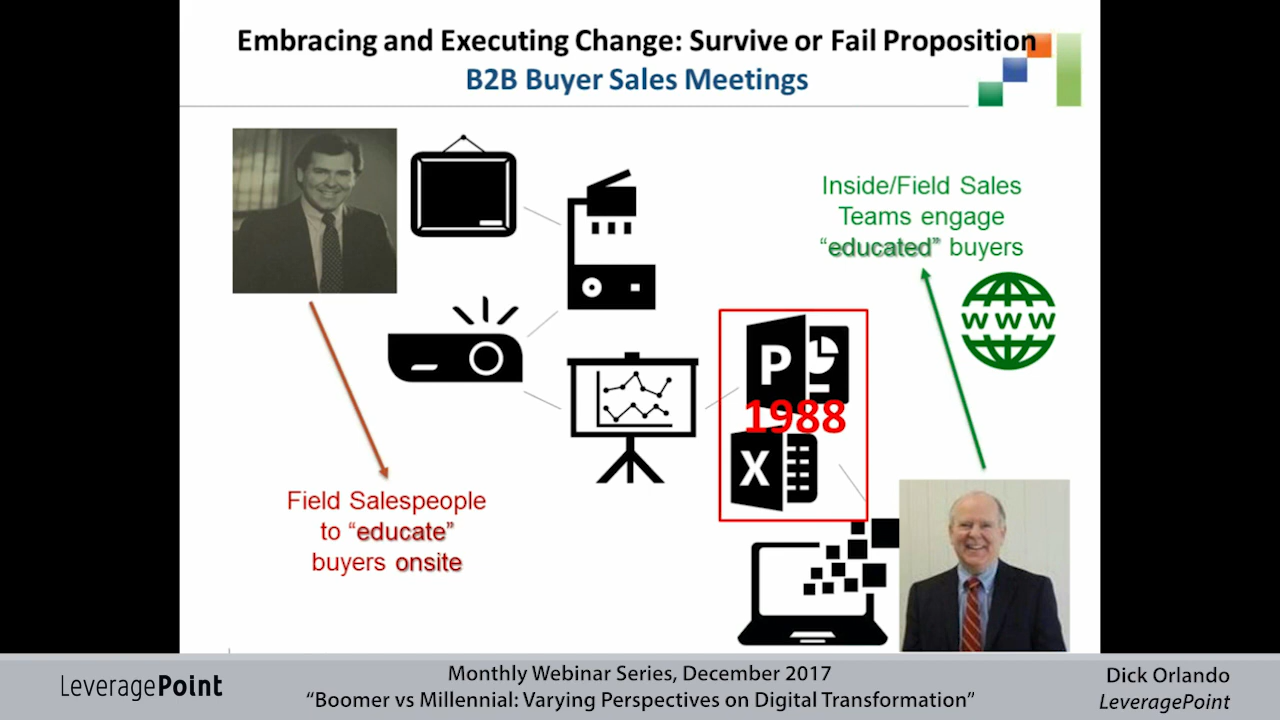 Embracing and Executing Change: Survive or Fail Proposition
B2B Buyer Sales Meetings
Inside/Field Sales
Teams engage
“educated” buyers
WWW
P
1988
X
Field Salespeople
to “educate”
buyers onsite
LeveragePoint
Monthly Webinar Series, December 2017
“Boomer vs Millennial: Varying Perspectives on Digital Transformation”
Dick Orlando
LeveragePoint